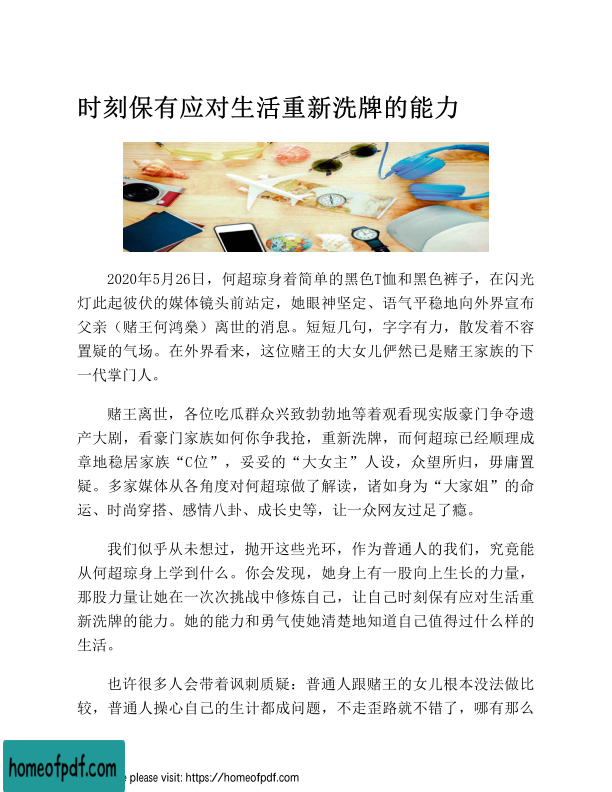 时刻保有应对生活重新洗牌的能力
2020年5月26日，何超琼身着简单的黑色T恤和黑色裤子，在闪光
灯此起彼伏的媒体镜头前站定，她眼神坚定、语气平稳地向外界宣布
父亲（赌王何鸿燊）离世的消息。短短几句，字字有力，散发着不容
置疑的气场。在外界看来，这位赌王的大女儿俨然已是赌王家族的下
一代掌门人。
赌王离世，各位吃瓜群众兴致勃勃地等着观看现实版豪门争夺遗
产大剧，看豪门家族如何你争我抢，重新洗牌，而何超琼已经顺理成
章地稳居家族“C位”，妥妥的“大女主”人设，众望所归，毋庸置
疑。多家媒体从各角度对何超琼做了解读，诸如身为“大家姐”的命
运、时尚穿搭、感情八卦、成长史等，让一众网友过足了瘾。
我们似乎从未想过，抛开这些光环，作为普通人的我们，究竟能
从何超琼身上学到什么。你会发现，她身上有一股向上生长的力量，
那股力量让她在一次次挑战中修炼自己，让自己时刻保有应对生活重
新洗牌的能力。她的能力和勇气使她清楚地知道自己值得过什么样的
生活。
也许很多人会带着讽刺质疑：普通人跟赌王的女儿根本没法做比
较，普通人操心自己的生计都成问题，不走歪路就不错了，哪有那么
homeofpdf.com
e please visit: https://homeofpdf.com